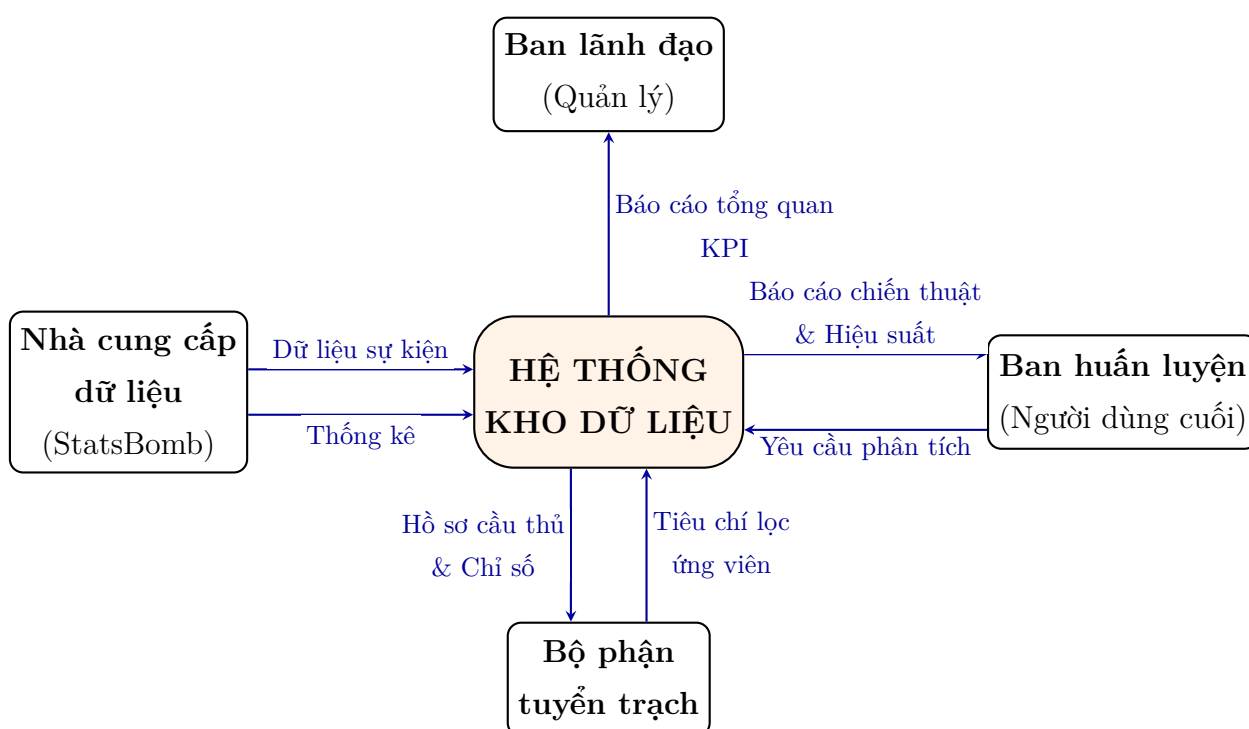 Ban lãnh đạo
(Quản lý)
Báo cáo tổng quan
KPI
Báo cáo chiến thuật
& Hiệu suất
Nhà cung cấp
dữ liệu
(StatsBomb)
Dữ liệu sự kiện
Thống kê
HỆ THỐNG
KHO DỮ LIỆU
Ban huấn luyện
(Người dùng cuối)
Yêu cầu phân tích
Hồ sơ cầu thủ
& Chỉ số
Tiêu chí lọc
ứng viên
Bộ phận
tuyển trạch